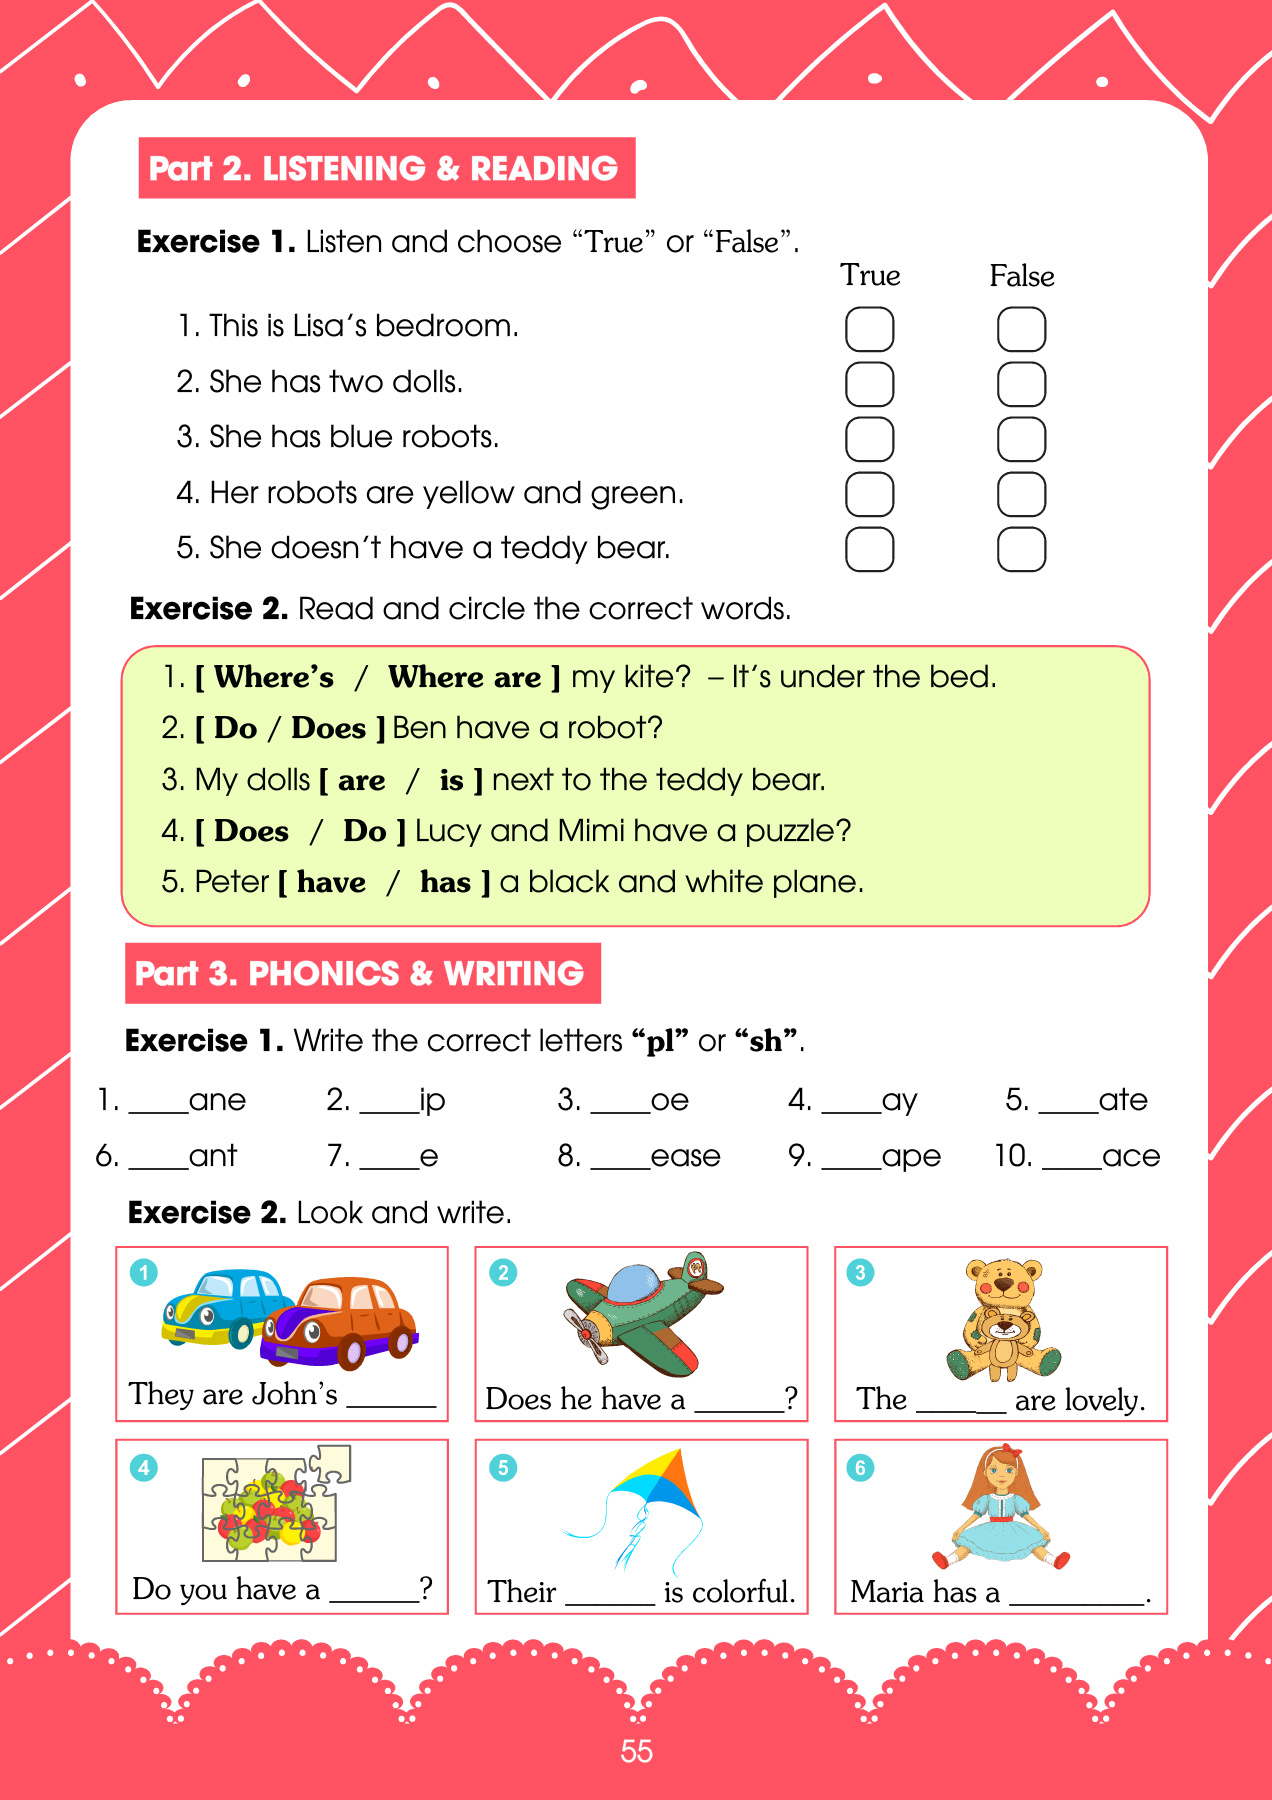 Part 2. LISTENING & READING
Exercise 1. Listen and choose “True” or “False”.
True False
1. This is Lisa’s bedroom.
2. She has two dolls.
3. She has blue robots.
4. Her robots are yellow and green.
5. She doesn’t have a teddy bear.
Exercise 2. Read and circle the correct words.
1. [ Where’s / Where are ] my kite? – It’s under the bed.
2. [ Do / Does ] Ben have a robot?
3. My dolls [ are / is ] next to the teddy bear.
4. [ Does / Do ] Lucy and Mimi have a puzzle?
5. Peter [ have / has ] a black and white plane.
Part 3. PHONICS & WRITING
Exercise 1. Write the correct letters “pl” or “sh”.
1. ____ane 2. ____ip 3. ____oe 4. ____ay 5. ____ate
6. ____ant 7. ____e 8. ____ease 9. ____ape 10. ____ace
Exercise 2. Look and write.
1 2 3
They are John’s ______ Does he have a ______? The ______ are lovely.
4 5 6
Do you have a ______? Their ______ is colorful. Maria has a _________.
55